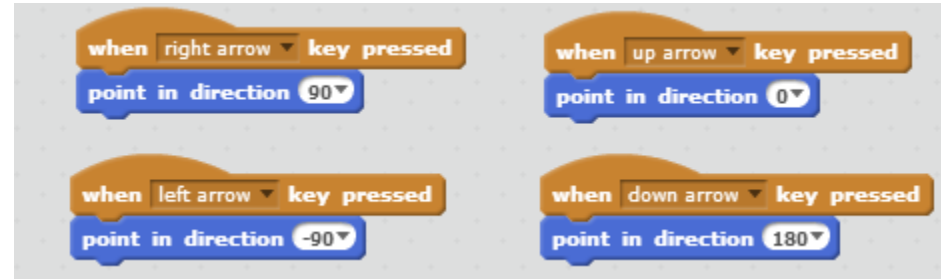 when right arrow key pressed
point in direction 90
when up arrow key pressed
point in direction 0
when left arrow key pressed
point in direction -90
when down arrow key pressed
point in direction 180